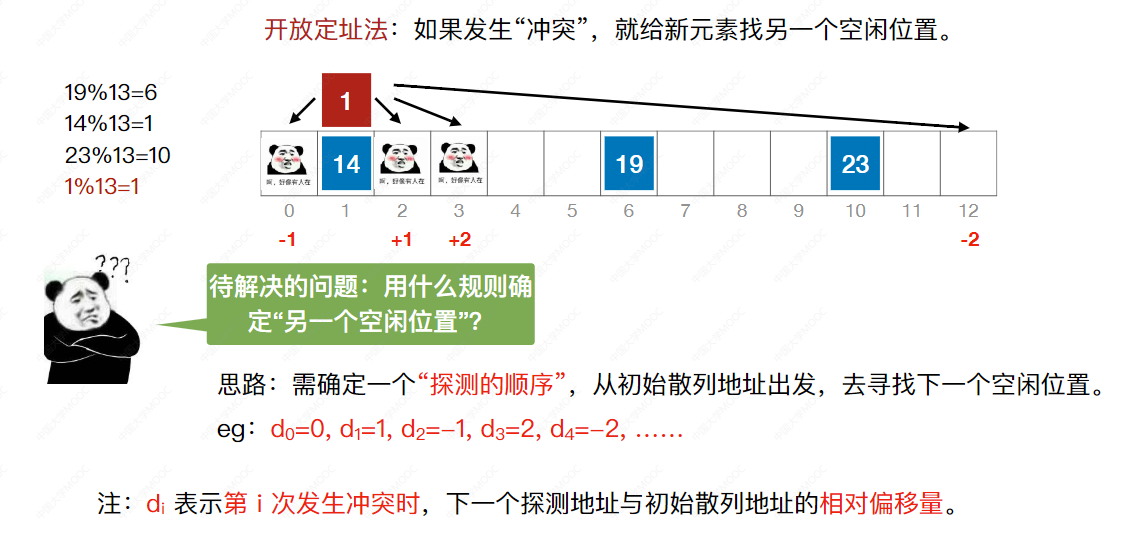 开放定址法：如果发生“冲突”，就给新元素找另一个空闲位置。
19%13=6
14%13=1
23%13=10
1%13=1
1
14 19 23
啊，好像有人在 啊，好像有人在 啊，好像有人在
0 1 2 3 4 5 6 7 8 9 10 11 12
-1 +1 +2 -2
???
待解决的问题：用什么规则确
定“另一个空闲位置”？
思路：需确定一个“探测的顺序”，从初始散列地址出发，去寻找下一个空闲位置。
eg：d₀=0, d₁=1, d₂=–1, d₃=2, d₄=–2, ……
注：dᵢ 表示第 i 次发生冲突时，下一个探测地址与初始散列地址的相对偏移量。